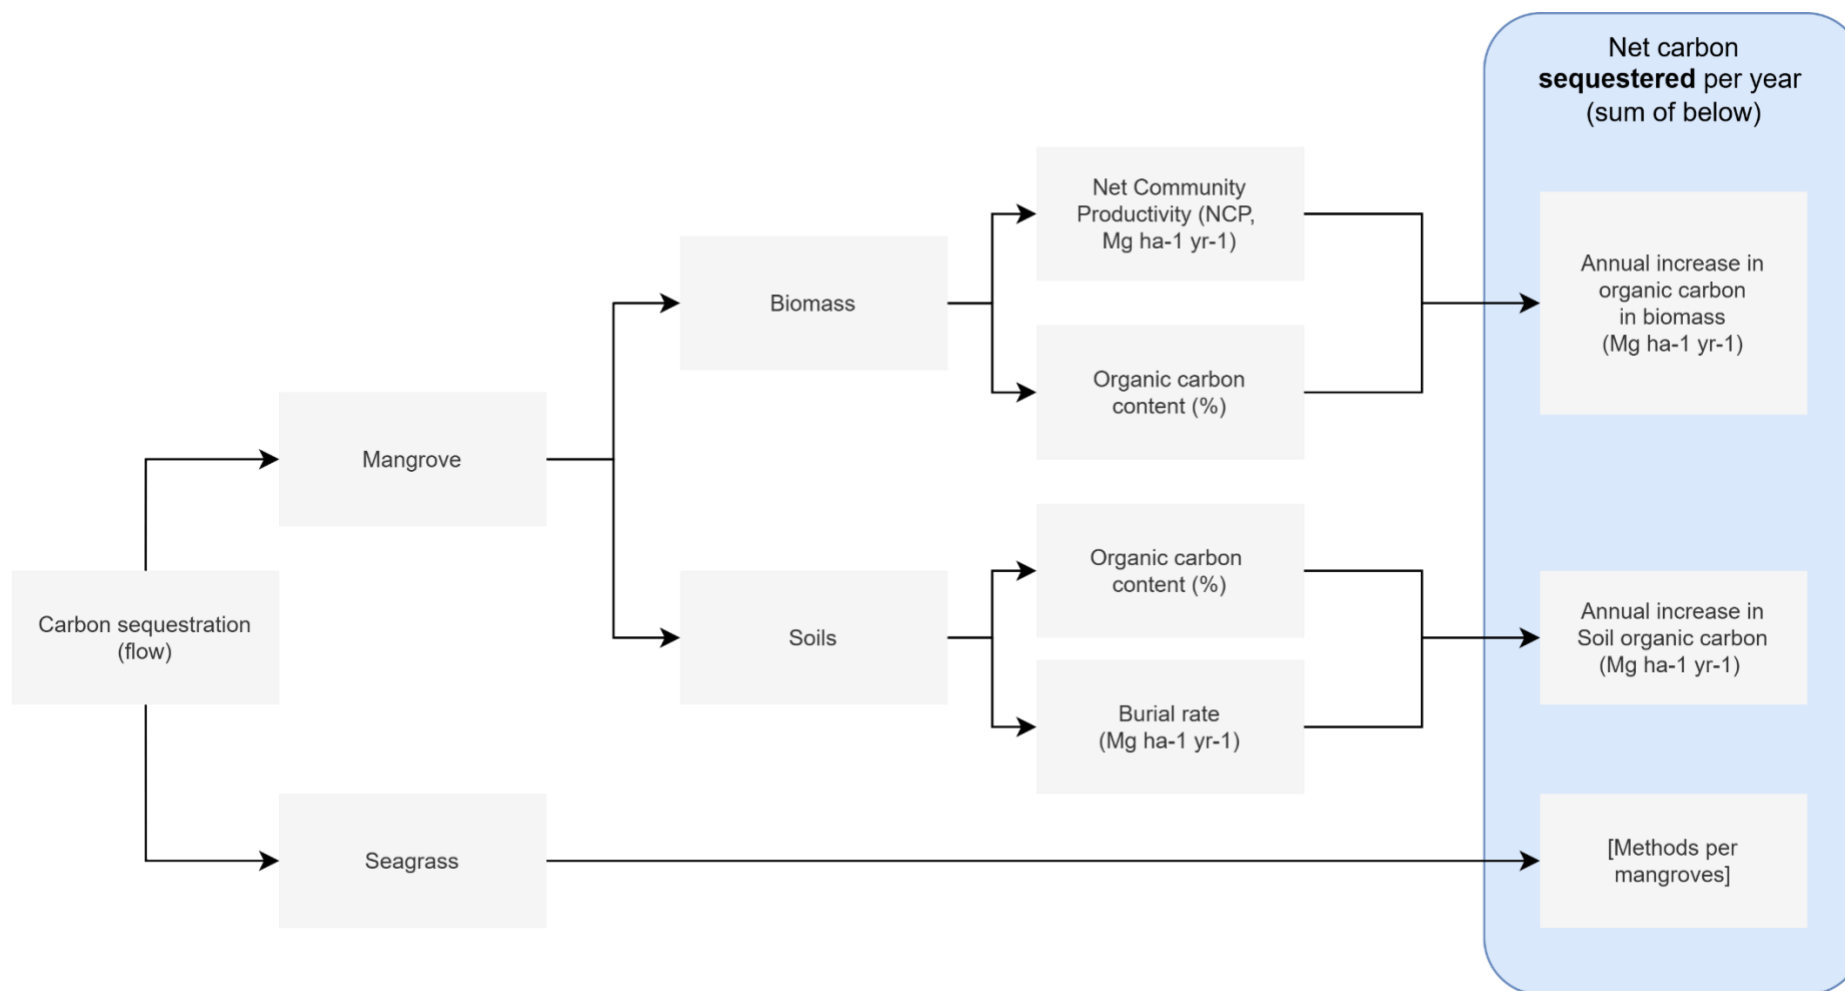 Net carbon
sequestered per year
(sum of below)
Net Community
Productivity (NCP,
Mg ha-1 yr-1)
Annual increase in
organic carbon
in biomass
(Mg ha-1 yr-1)
Biomass
Organic carbon
content (%)
Mangrove
Organic carbon
content (%)
Carbon sequestration
(flow)
Soils
Annual increase in
Soil organic carbon
(Mg ha-1 yr-1)
Burial rate
(Mg ha-1 yr-1)
Seagrass
[Methods per
mangroves]